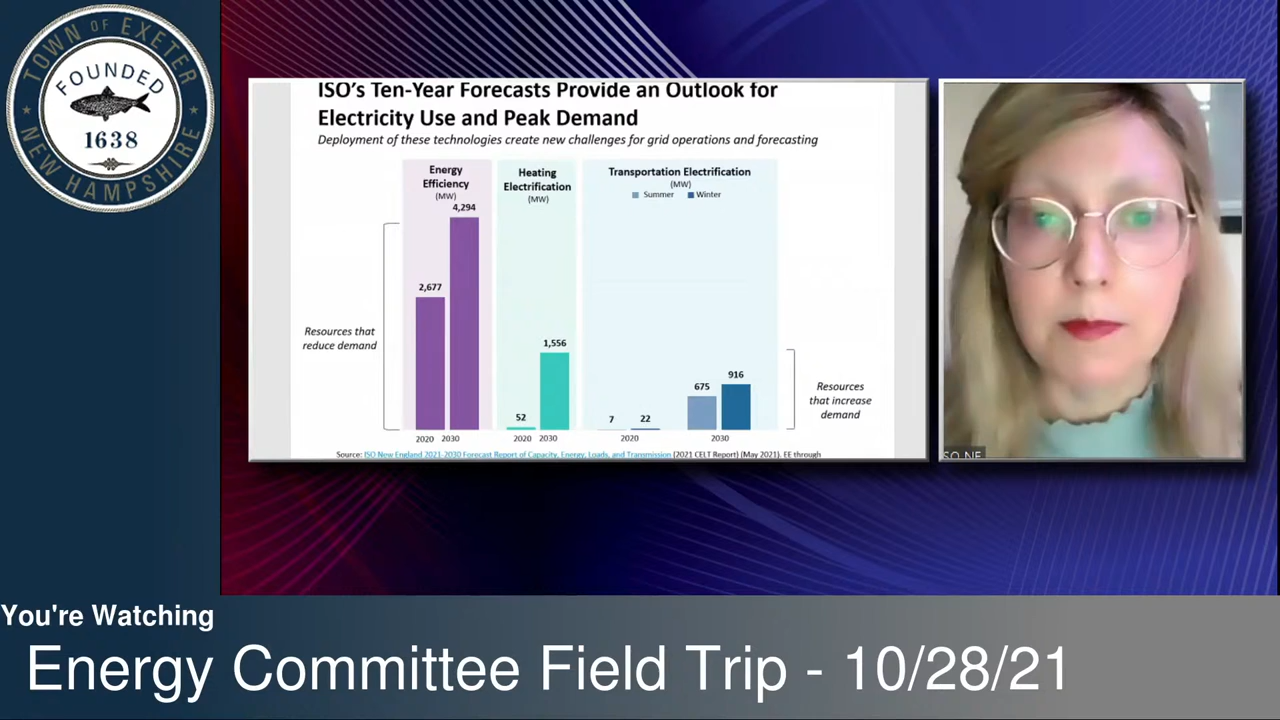 TOWN OF EXETER
NEW HAMPSHIRE
FOUNDED
1638
ISO's Ten-Year Forecasts Provide an Outlook for
Electricity Use and Peak Demand
Deployment of these technologies create new challenges for grid operations and forecasting
Energy
Efficiency
(MW)
4,294
2,677
2020 2030
Resources that
reduce demand
Heating
Electrification
(MW)
1,556
52
2020 2030
Transportation Electrification
(MW)
Summer Winter
7 22
675 916
2020 2030
Resources
that increase
demand
Source: ISO New England 2021-2030 Forecast Report of Capacity, Energy, Loads, and Transmission (2021 CELT Report) (May 2021). EE through
SO-NE
You're Watching
Energy Committee Field Trip - 10/28/21